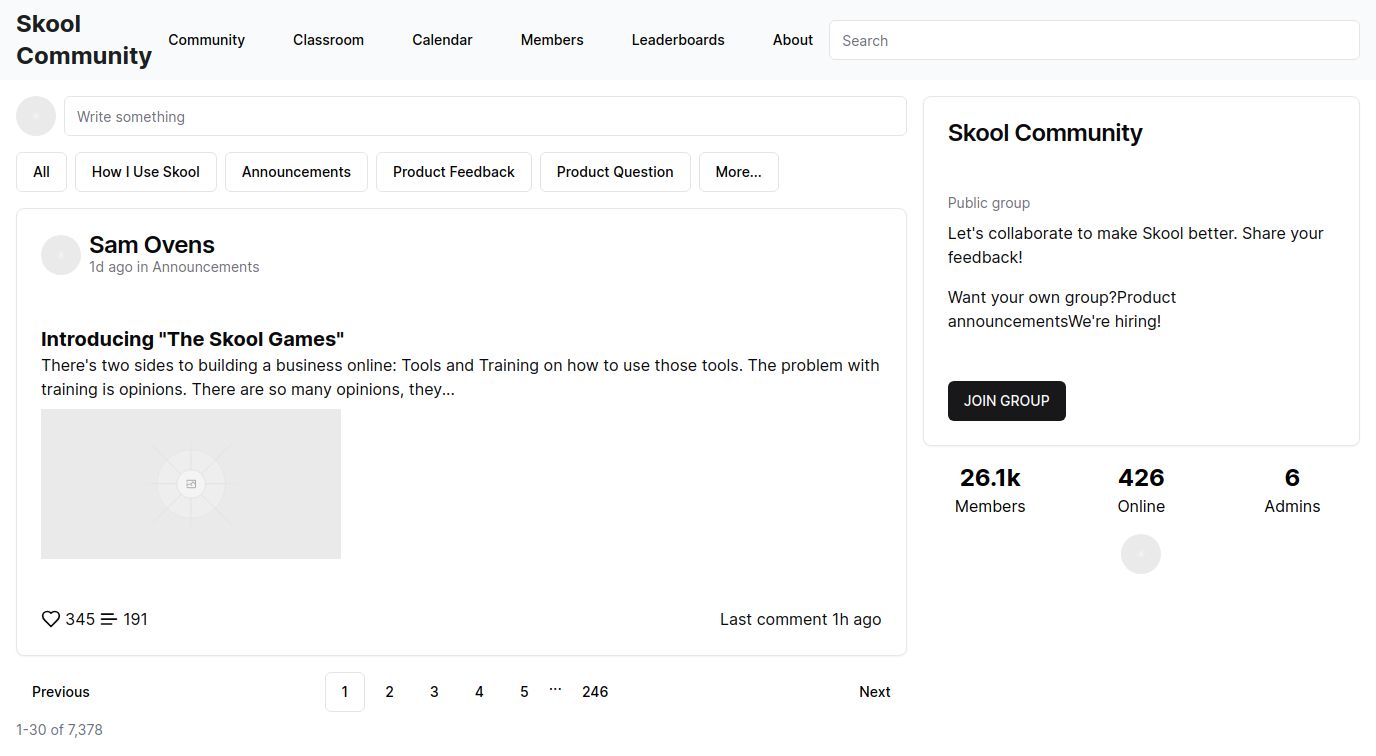 Skool
Community
Community
Classroom
Calendar
Members
Leaderboards
About
Search
Write something
All
How I Use Skool
Announcements
Product Feedback
Product Question
More...
Sam Ovens
1d ago in Announcements
Introducing "The Skool Games"
There's two sides to building a business online: Tools and Training on how to use those tools. The problem with
training is opinions. There are so many opinions, they...
345
191
Last comment 1h ago
Previous
1
2
3
4
5
...
246
Next
1-30 of 7,378
Skool Community
Public group
Let's collaborate to make Skool better. Share your
feedback!
Want your own group?Product
announcementsWe're hiring!
JOIN GROUP
26.1k
Members
426
Online
6
Admins